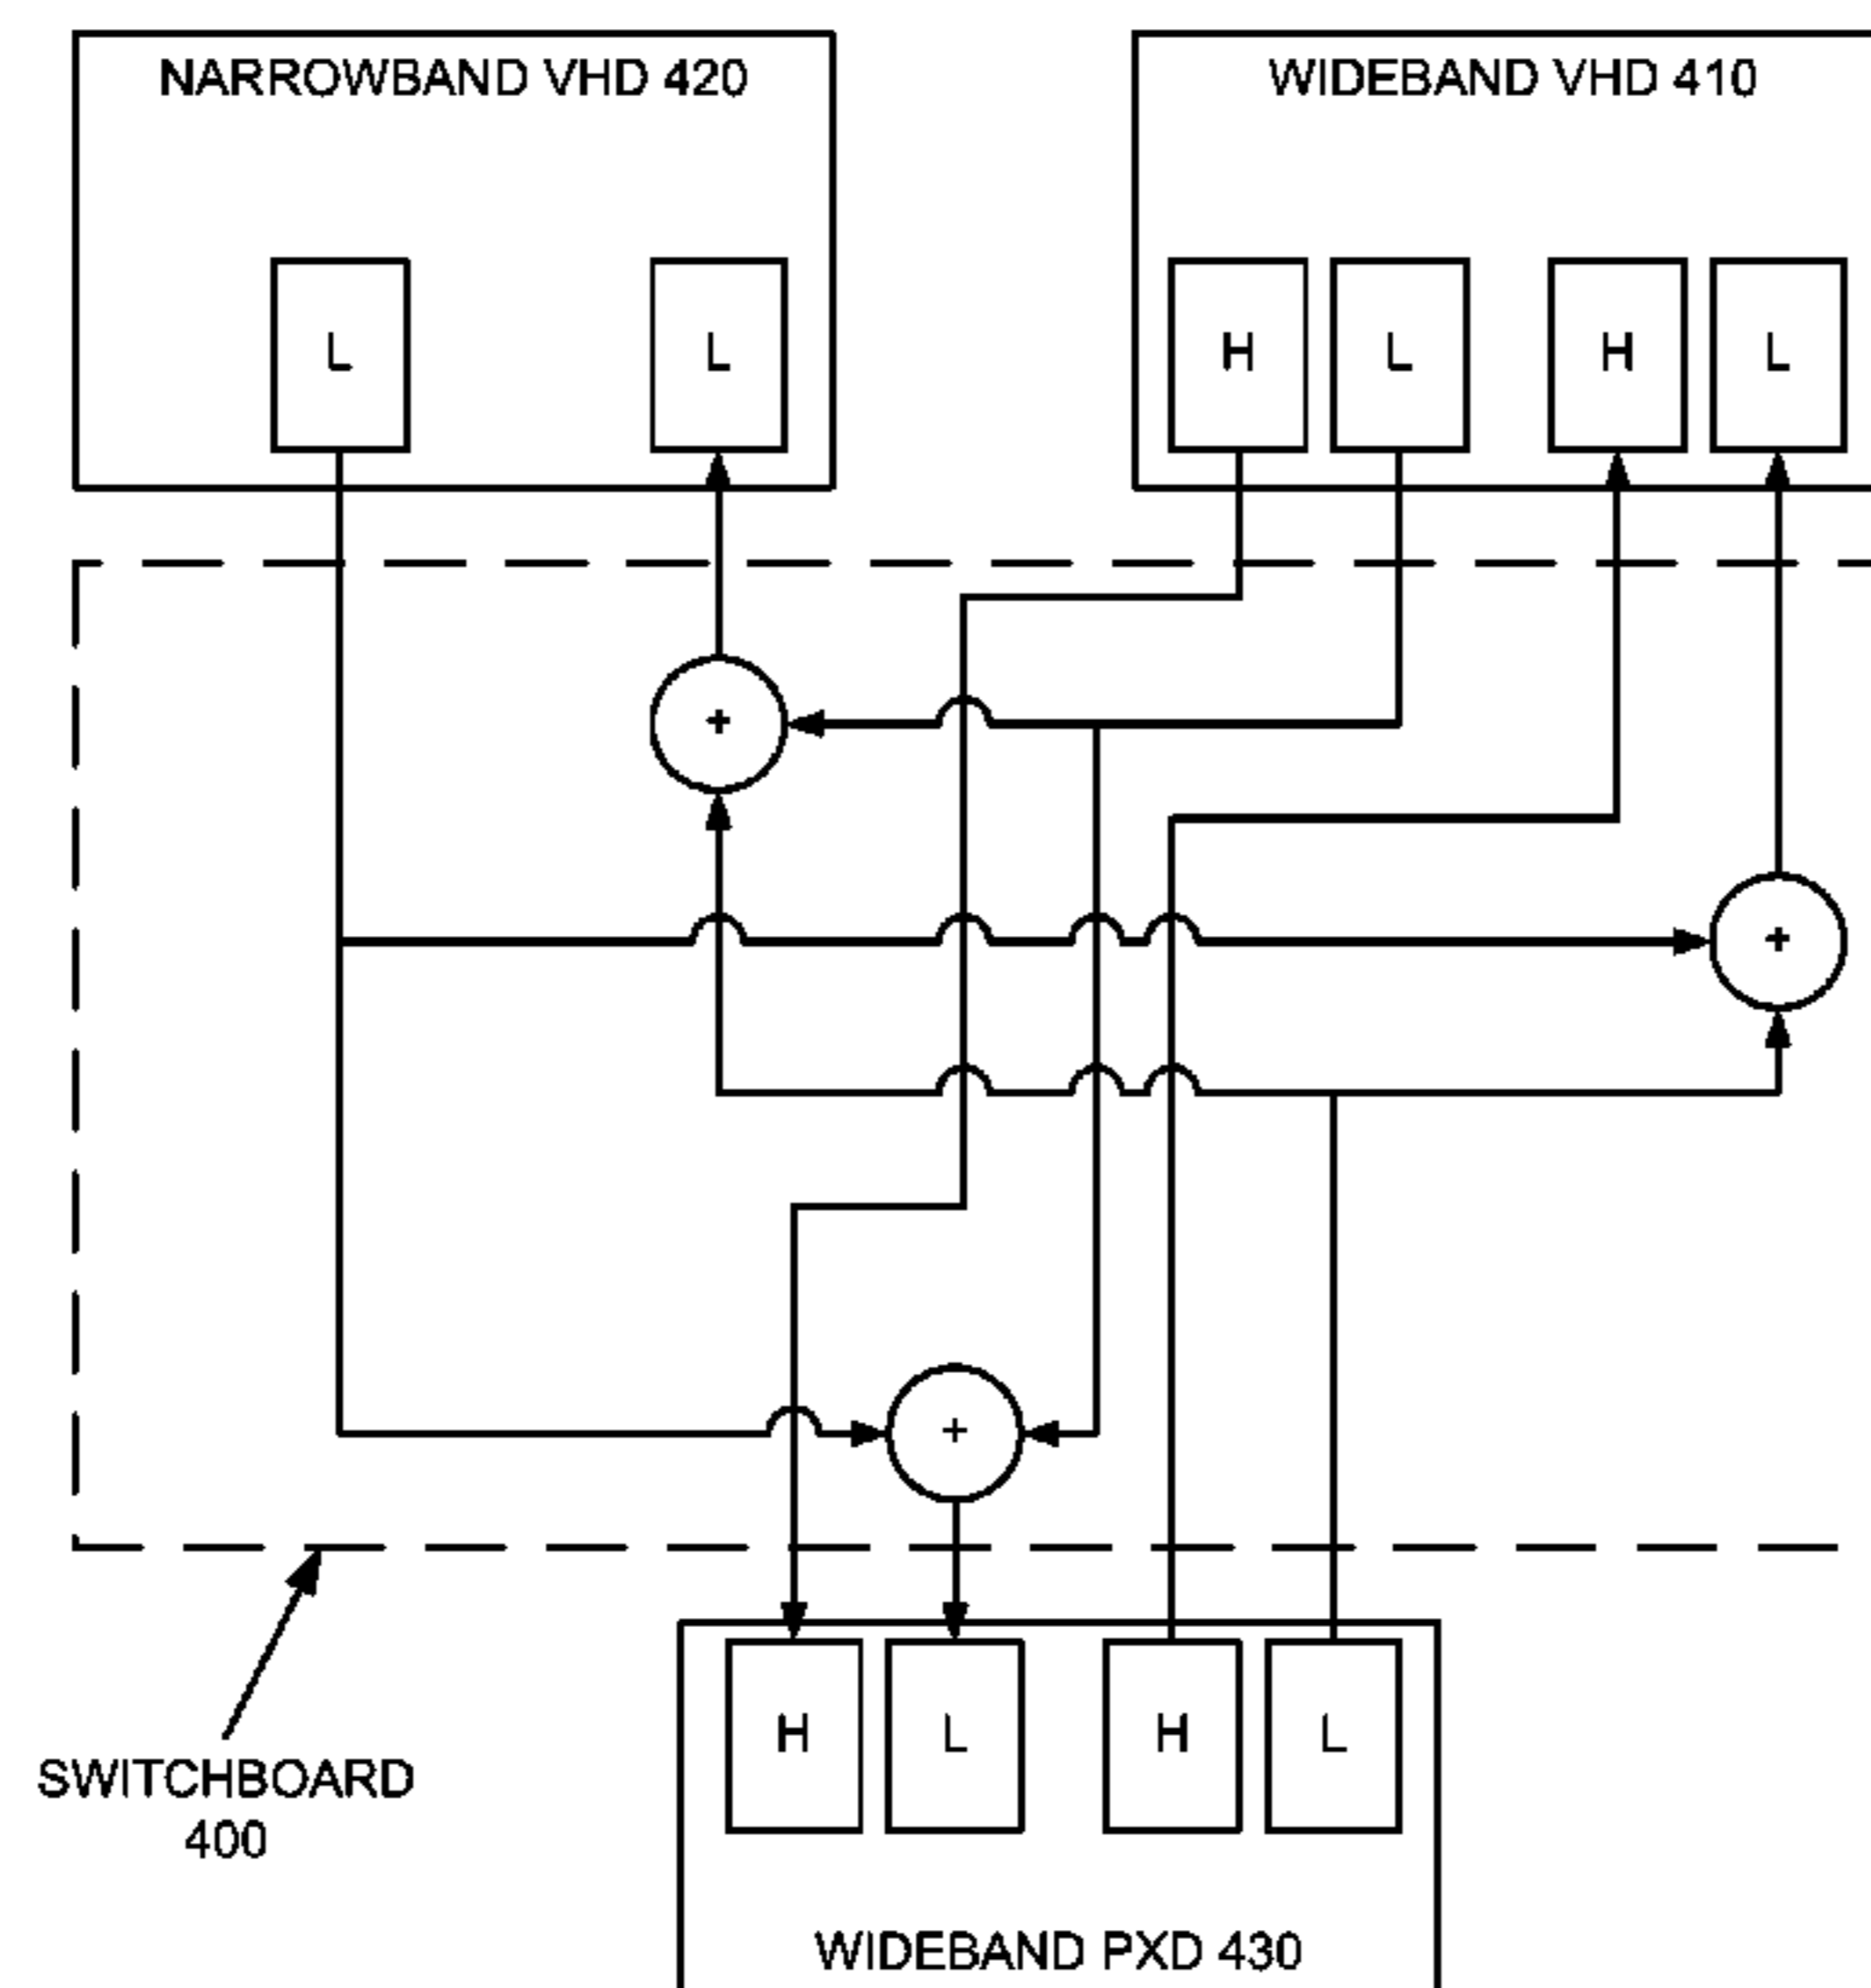 NARROWBAND VHD 420
WIDEBAND VHD 410
L
L
H
L
H
L
+
+
+
H
L
H
L
SWITCHBOARD
400
WIDEBAND PXD 430